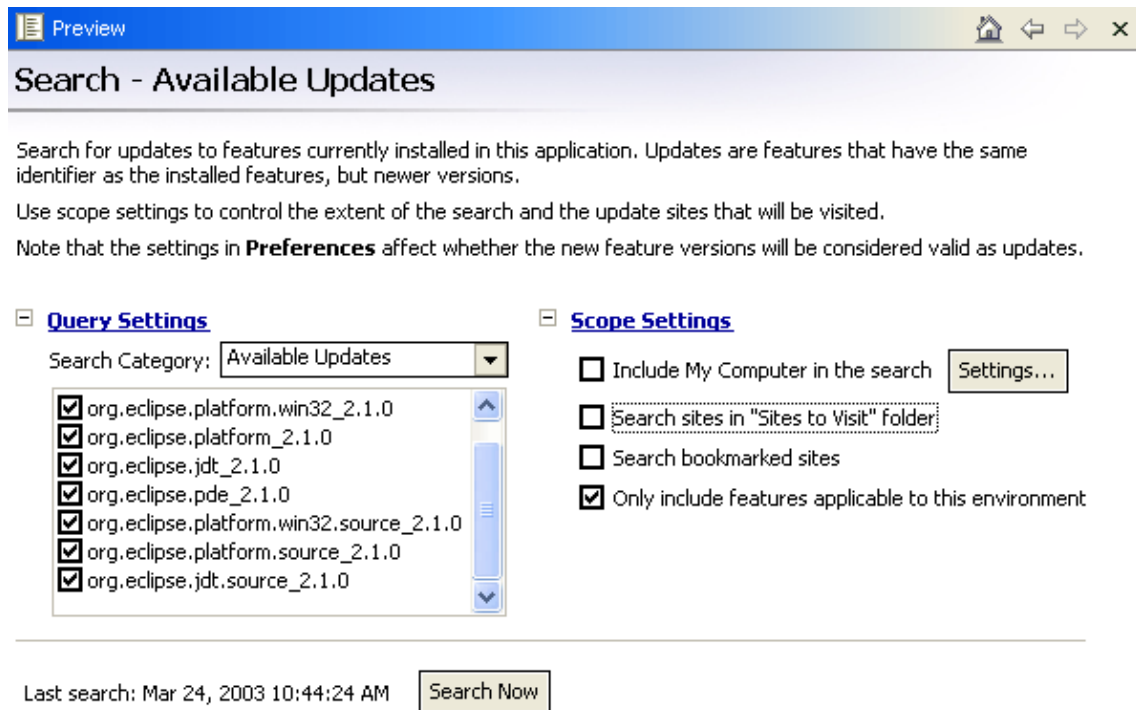 Preview
Search - Available Updates
Search for updates to features currently installed in this application. Updates are features that have the same
identifier as the installed features, but newer versions.
Use scope settings to control the extent of the search and the update sites that will be visited.
Note that the settings in Preferences affect whether the new feature versions will be considered valid as updates.
Query Settings
Search Category: Available Updates
org.eclipse.platform.win32_2.1.0
org.eclipse.platform_2.1.0
org.eclipse.jdt_2.1.0
org.eclipse.pde_2.1.0
org.eclipse.platform.win32.source_2.1.0
org.eclipse.platform.source_2.1.0
org.eclipse.jdt.source_2.1.0
Scope Settings
Include My Computer in the search Settings...
Search sites in "Sites to Visit" folder
Search bookmarked sites
Only include features applicable to this environment
Last search: Mar 24, 2003 10:44:24 AM Search Now